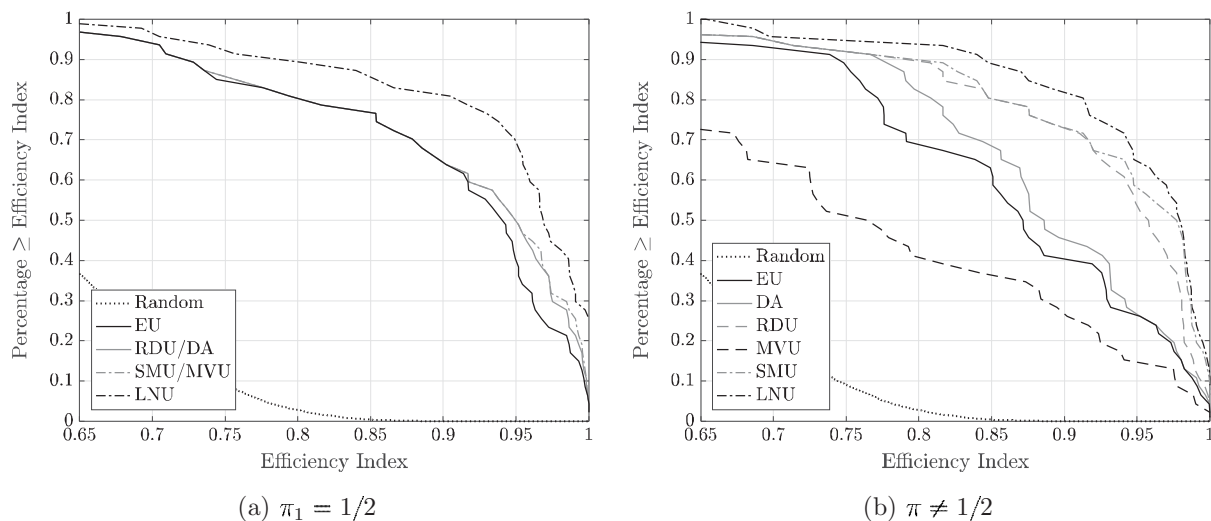 Percentage ≥ Efficiency Index
1
0.9
0.8
0.7
0.6
0.5
0.4
0.3
0.2
0.1
0
Random
EU
RDU/DA
SMU/MVU
LNU
0.65 0.7 0.75 0.8 0.85 0.9 0.95 1
Efficiency Index
(a) π₁ = 1/2
Percentage ≥ Efficiency Index
1
0.9
0.8
0.7
0.6
0.5
0.4
0.3
0.2
0.1
0
Random
EU
DA
RDU
MVU
SMU
LNU
0.65 0.7 0.75 0.8 0.85 0.9 0.95 1
Efficiency Index
(b) π ≠ 1/2